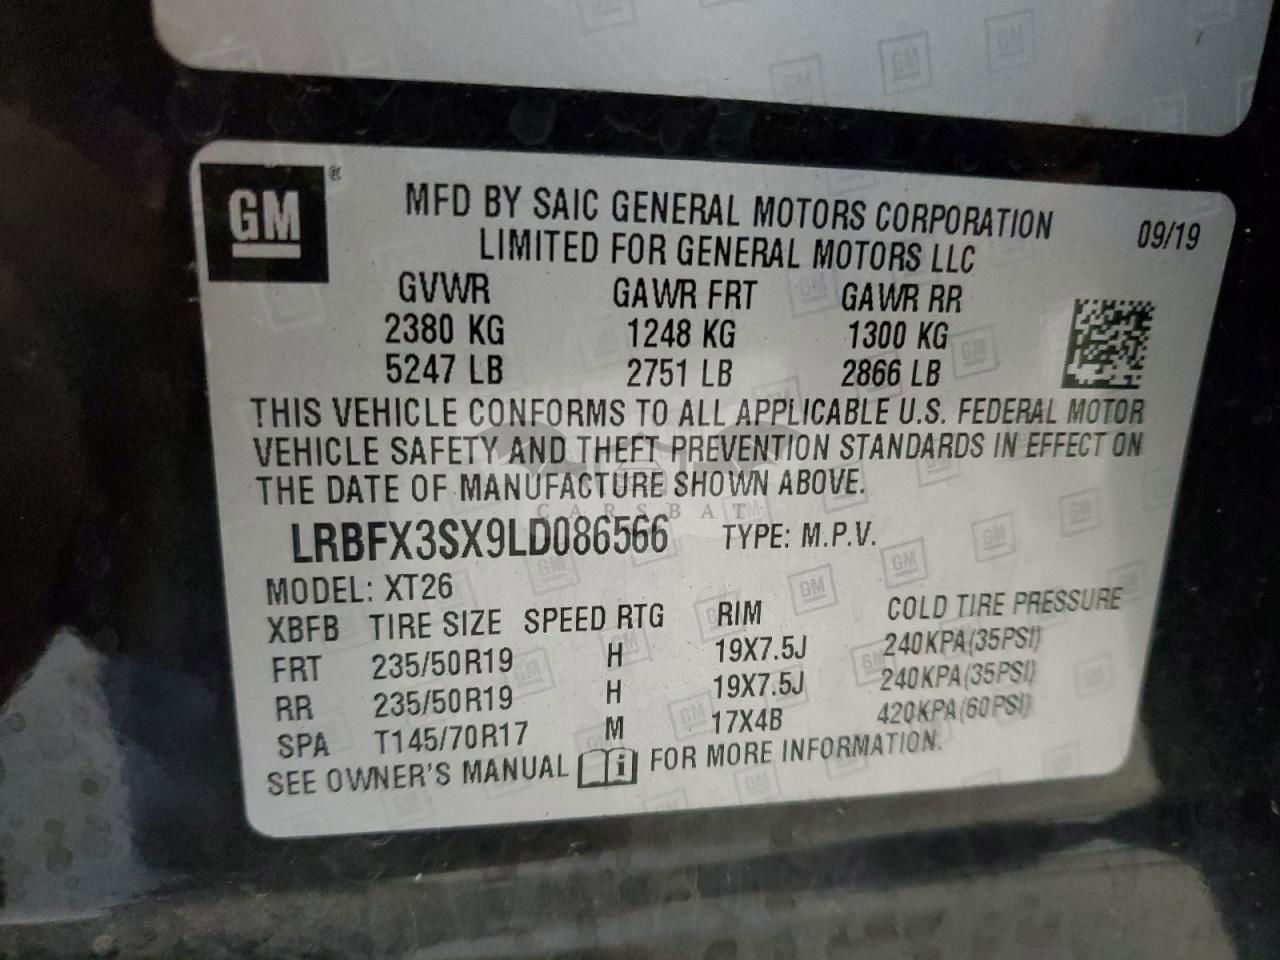 GM ®
MFD BY SAIC GENERAL MOTORS CORPORATION
LIMITED FOR GENERAL MOTORS LLC
09/19
GVWR GAWR FRT GAWR RR
2380 KG 1248 KG 1300 KG
5247 LB 2751 LB 2866 LB
THIS VEHICLE CONFORMS TO ALL APPLICABLE U.S. FEDERAL MOTOR
VEHICLE SAFETY AND THEFT PREVENTION STANDARDS IN EFFECT ON
THE DATE OF MANUFACTURE SHOWN ABOVE.
CARSBAT
LRBFX3SX9LD086566 TYPE: M.P.V.
MODEL: XT26
XBFB TIRE SIZE SPEED RTG RIM COLD TIRE PRESSURE
FRT 235/50R19 H 19X7.5J 240KPA(35PSI)
RR 235/50R19 H 19X7.5J 240KPA(35PSI)
SPA T145/70R17 M 17X4B 420KPA(60PSI)
SEE OWNER'S MANUAL i FOR MORE INFORMATION.